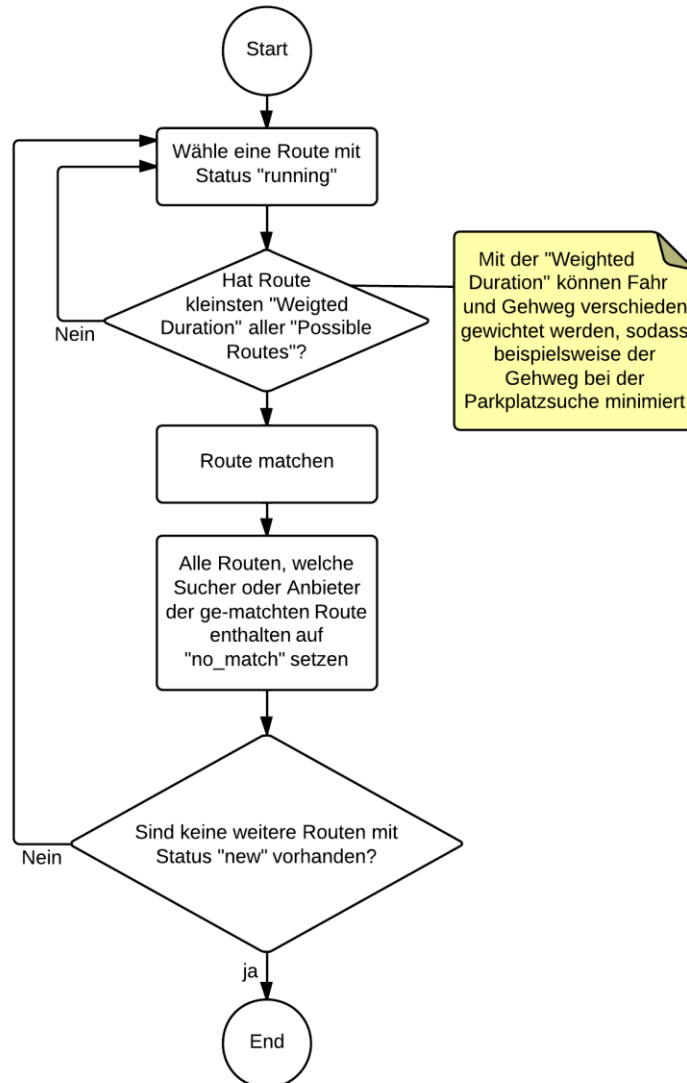 Start
Wähle eine Route mit
Status "running"
Hat Route
kleinsten "Weigted
Duration" aller "Possible
Routes"?
Nein
Mit der "Weighted
Duration" können Fahr
und Gehweg verschieden
gewichtet werden, sodass
beispielsweise der
Gehweg bei der
Parkplatzsuche minimiert
Route matchen
Alle Routen, welche
Sucher oder Anbieter
der ge-matchten Route
enthalten auf
"no_match" setzen
Sind keine weitere Routen mit
Status "new" vorhanden?
Nein
ja
End